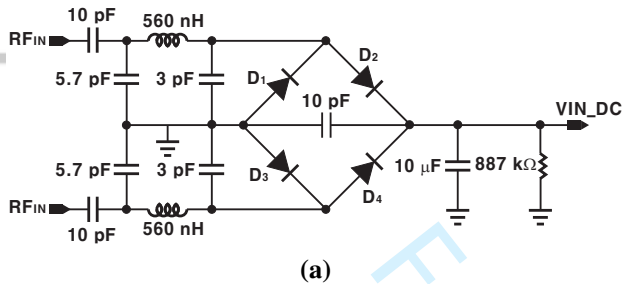 10 pF
560 nH
RFIN
D1
D2
5.7 pF
3 pF
10 pF
VIN_DC
5.7 pF
3 pF
D3
D4
10 μF
887 kΩ
RFIN
10 pF
560 nH
(a)